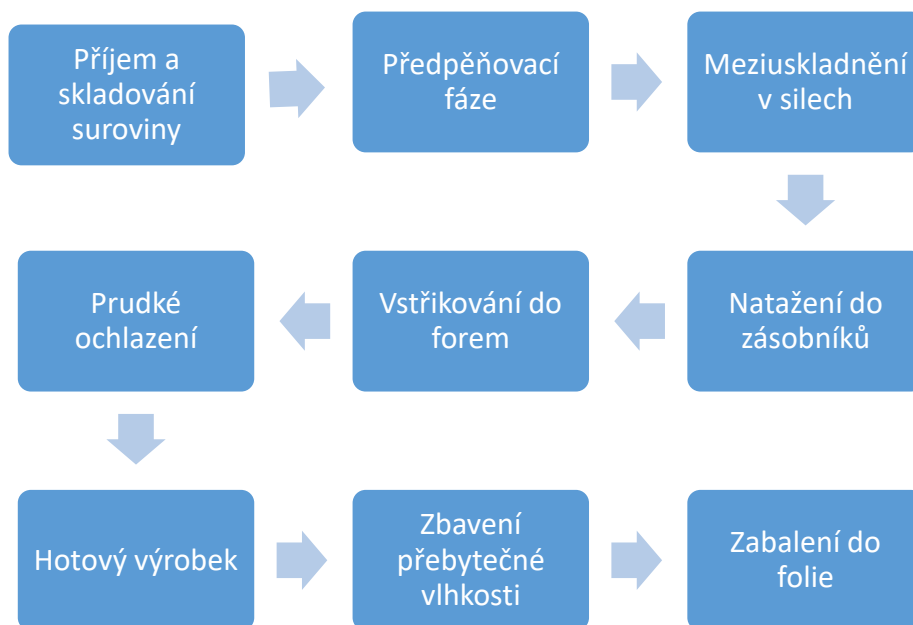 Příjem a
skladování
suroviny
Předpěňovací
fáze
Meziuskladnění
v silech
Natažení do
zásobníků
Vstřikování do
forem
Prudké
ochlazení
Hotový výrobek
Zbavení
přebytečné
vlhkosti
Zabalení do
folie